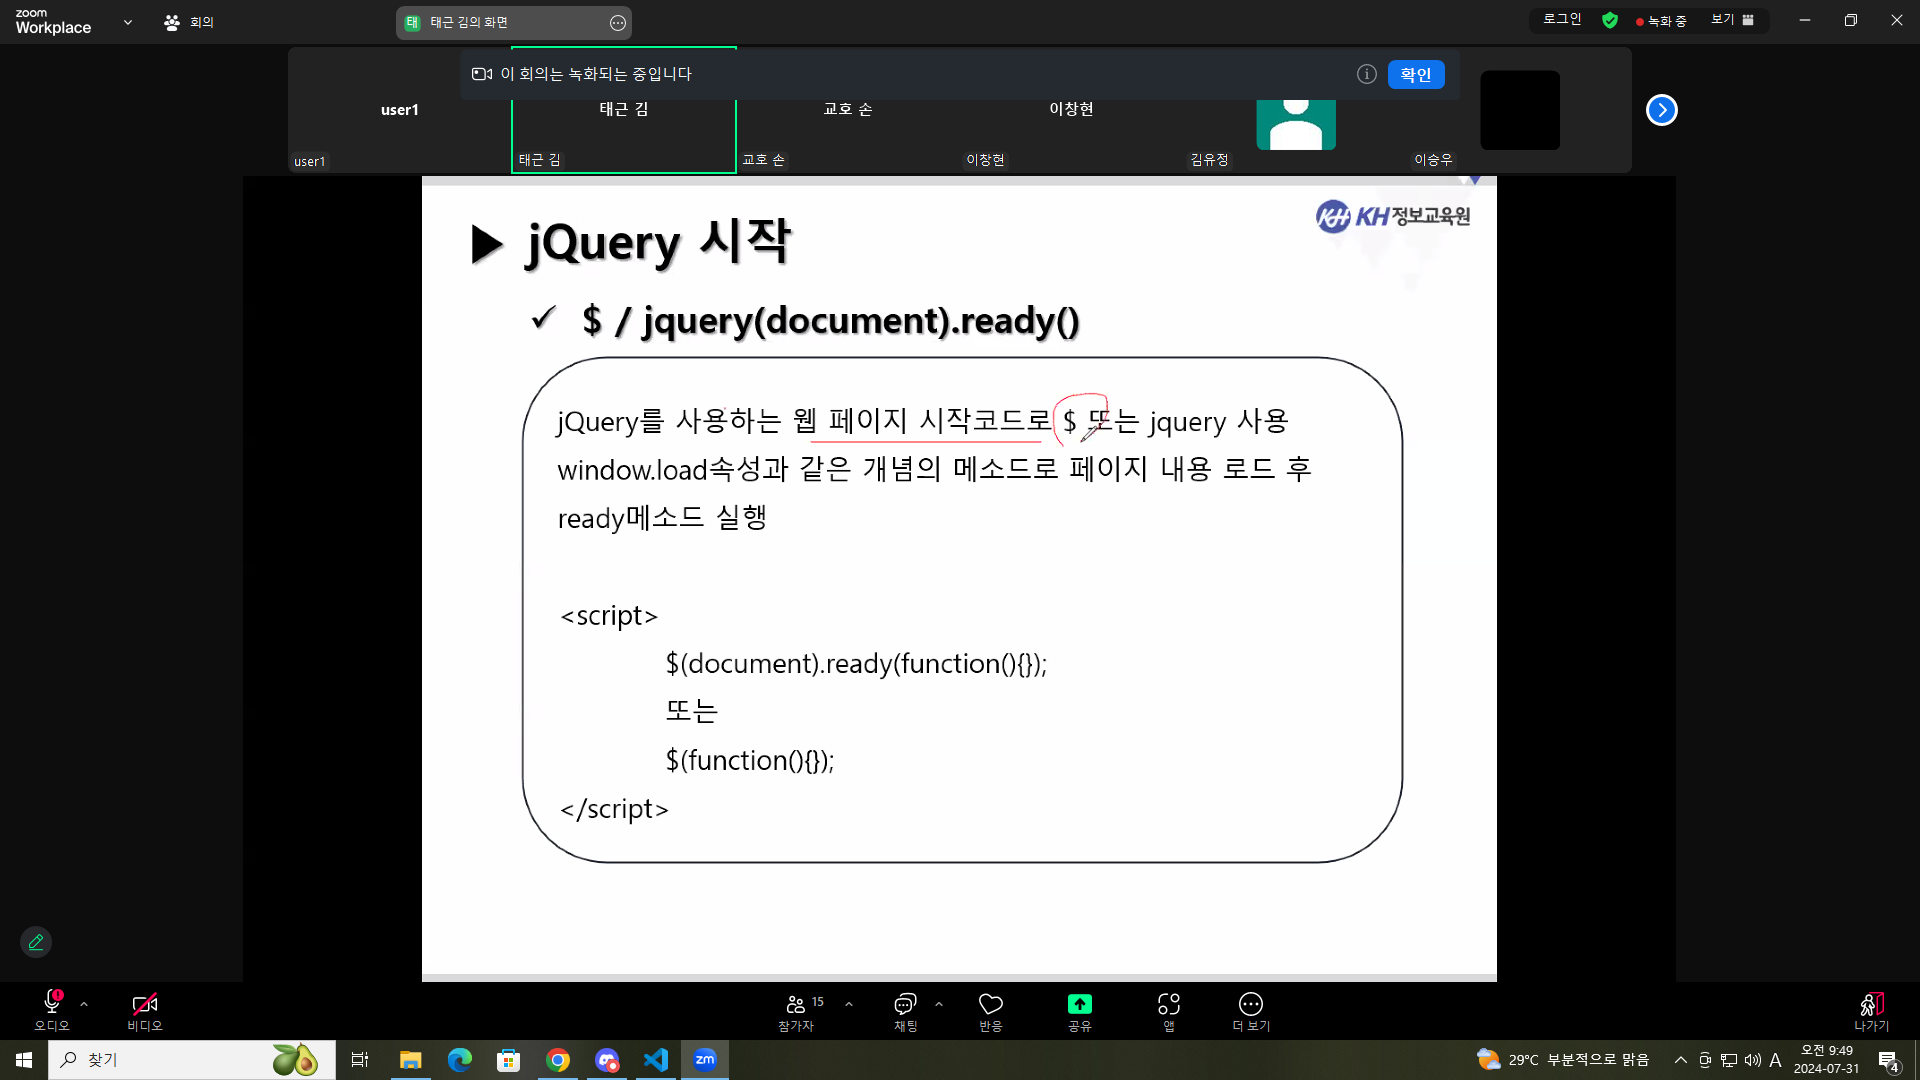 zoom
Workplace
회의
태 태근 김의 화면
로그인
녹화 중
보기
이 회의는 녹화되는 중입니다
확인
user1
태근 김
교호 손
이창현
user1
태근 김
교호 손
이창현
김유정
이승우
KH KH정보교육원
jQuery 시작
$ / jquery(document).ready()
jQuery를 사용하는 웹 페이지 시작코드로 $ 또는 jquery 사용
window.load속성과 같은 개념의 메소드로 페이지 내용 로드 후
ready메소드 실행
<script>
$(document).ready(function(){});
또는
$(function(){});
</script>
오디오
비디오
15
참가자
채팅
반응
공유
앱
더 보기
나가기
찾기
zm
29°C 부분적으로 맑음
A
오전 9:49
2024-07-31
4